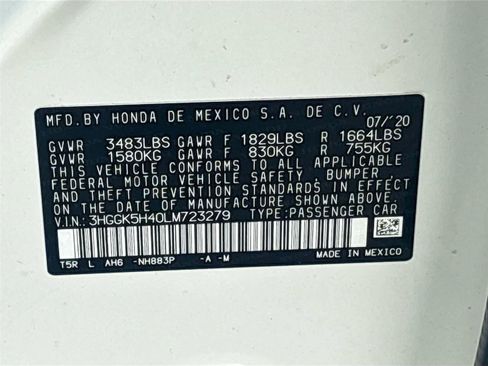 MFD.BY HONDA DE MEXICO S.A. DE C.V.
07/'20
GVWR 3483LBS GAWR F 1829LBS R 1664LBS
GVWR 1580KG GAWR F 830KG R 755KG
THIS VEHICLE CONFORMS TO ALL APPLICABLE
FEDERAL MOTOR VEHICLE SAFETY, BUMPER,
AND THEFT PREVENTION STANDARDS IN EFFECT
ON THE DATE OF MANUFACTURE SHOWN ABOVE.
V.I.N.:3HGGK5H40LM723279 TYPE:PASSENGER CAR
T5R L AH6 -NH883P -A -M MADE IN MEXICO